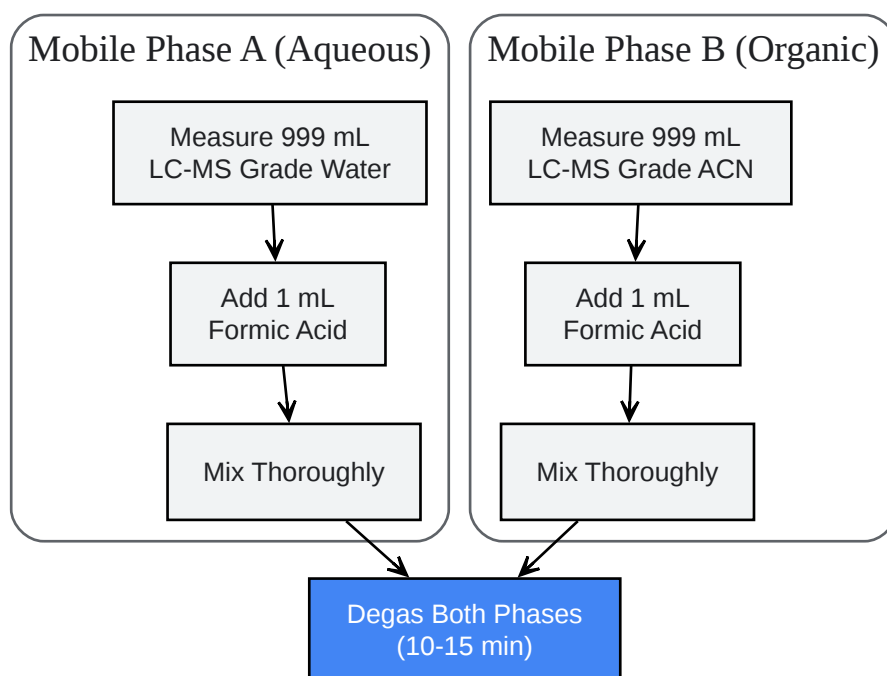 Mobile Phase A (Aqueous)
Measure 999 mL
LC-MS Grade Water
Add 1 mL
Formic Acid
Mix Thoroughly
Mobile Phase B (Organic)
Measure 999 mL
LC-MS Grade ACN
Add 1 mL
Formic Acid
Mix Thoroughly
Degas Both Phases
(10-15 min)